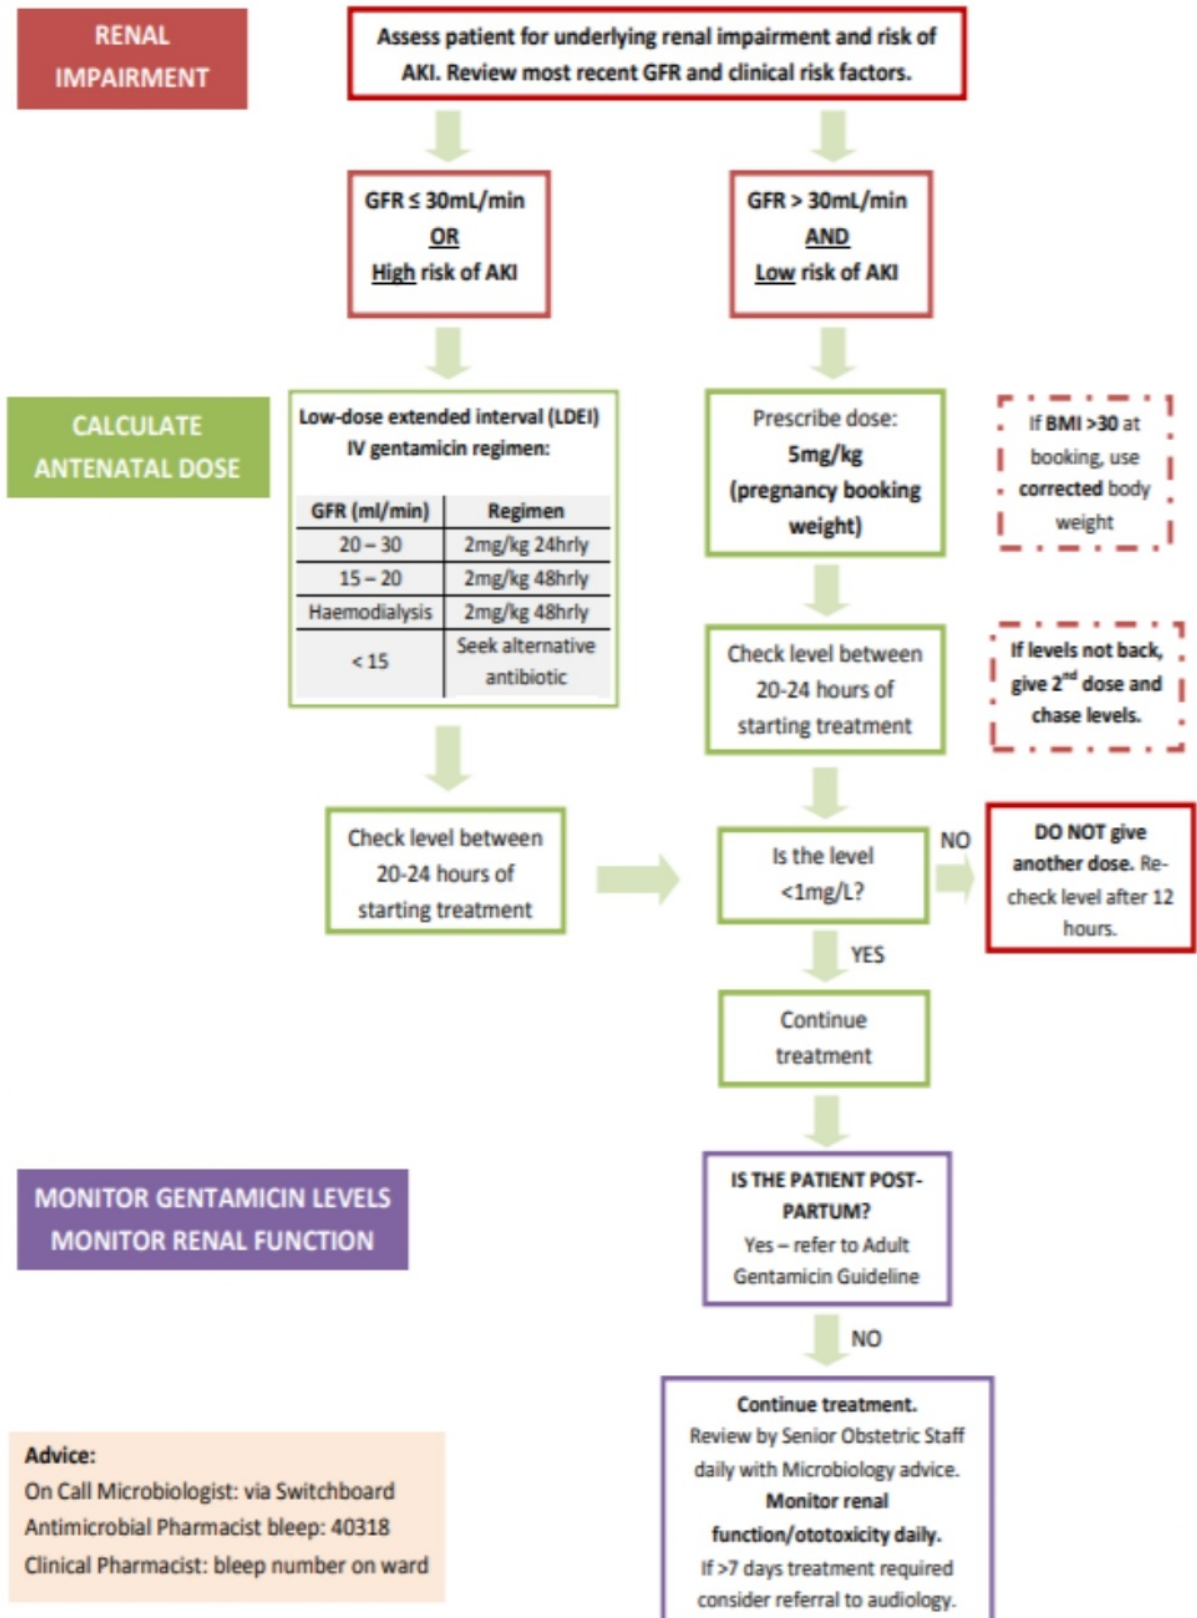 RENAL
IMPAIRMENT
Assess patient for underlying renal impairment and risk of
AKI. Review most recent GFR and clinical risk factors.
GFR ≤ 30mL/min
OR
High risk of AKI
GFR > 30mL/min
AND
Low risk of AKI
CALCULATE
ANTENATAL DOSE
Low-dose extended interval (LDEI)
IV gentamicin regimen:
GFR (ml/min) Regimen
20 – 30 2mg/kg 24hrly
15 – 20 2mg/kg 48hrly
Haemodialysis 2mg/kg 48hrly
< 15 Seek alternative
antibiotic
Prescribe dose:
5mg/kg
(pregnancy booking
weight)
If BMI >30 at
booking, use
corrected body
weight
Check level between
20-24 hours of
starting treatment
If levels not back,
give 2nd dose and
chase levels.
Check level between
20-24 hours of
starting treatment
Is the level
<1mg/L?
NO
DO NOT give
another dose. Re-
check level after 12
hours.
YES
Continue
treatment
MONITOR GENTAMICIN LEVELS
MONITOR RENAL FUNCTION
IS THE PATIENT POST-
PARTUM?
Yes – refer to Adult
Gentamicin Guideline
NO
Continue treatment.
Review by Senior Obstetric Staff
daily with Microbiology advice.
Monitor renal
function/ototoxicity daily.
If >7 days treatment required
consider referral to audiology.
Advice:
On Call Microbiologist: via Switchboard
Antimicrobial Pharmacist bleep: 40318
Clinical Pharmacist: bleep number on ward